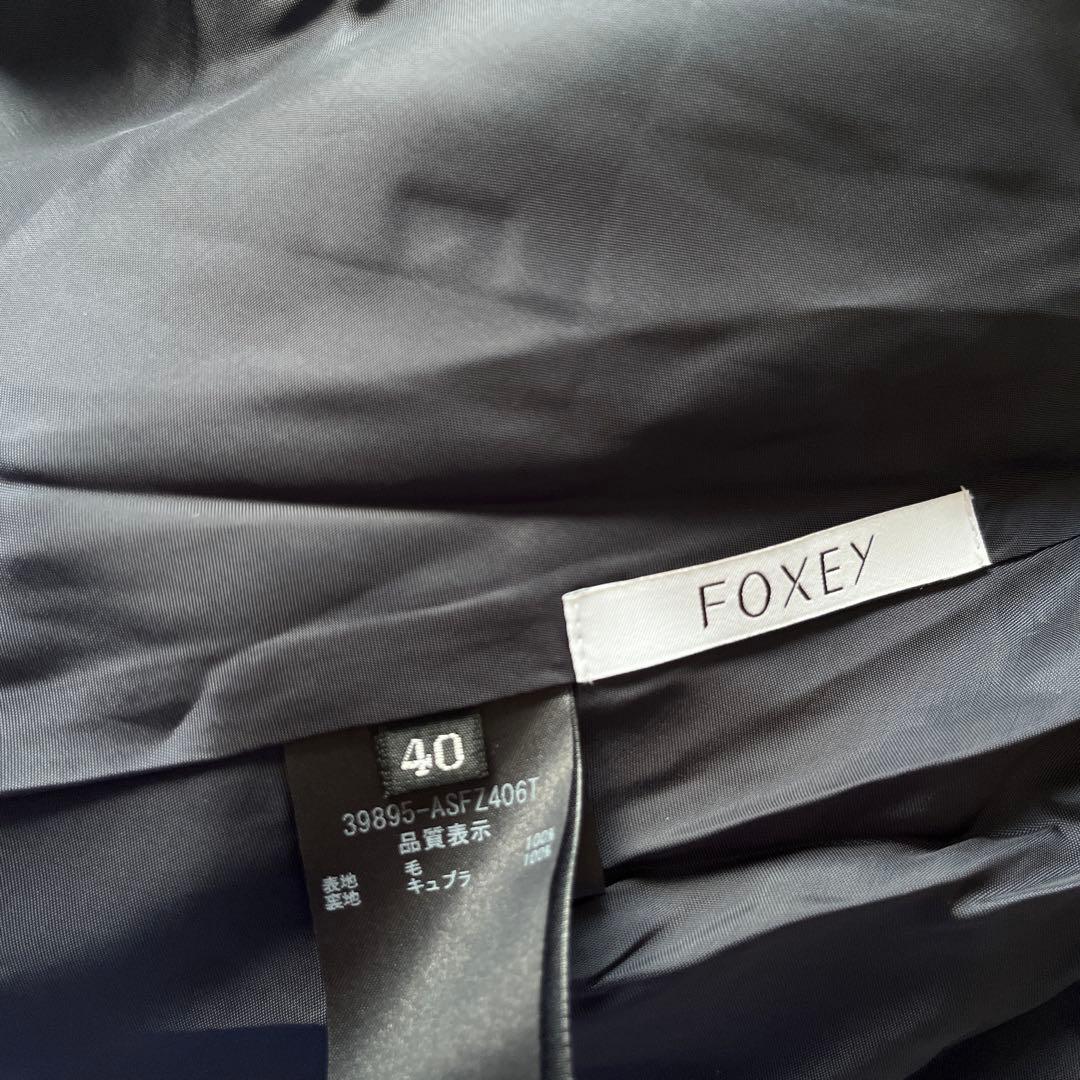 FOXEY
40
39895-ASFZ406T
品質表示
表地 毛 100%
裏地 キュプラ 100%